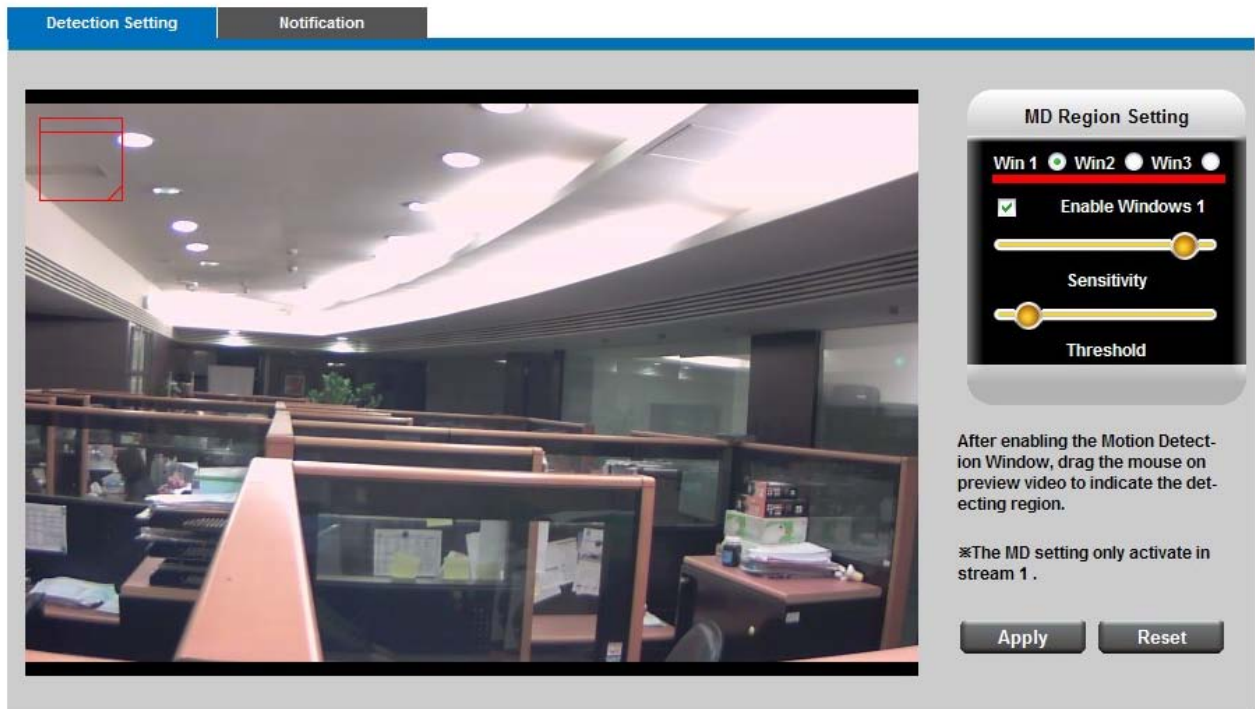 Detection Setting Notification
MD Region Setting
Win 1 Win2 Win3
Enable Windows 1
Sensitivity
Threshold
After enabling the Motion Detect-
ion Window, drag the mouse on
preview video to indicate the det-
ecting region.
※The MD setting only activate in
stream 1 .
Apply Reset